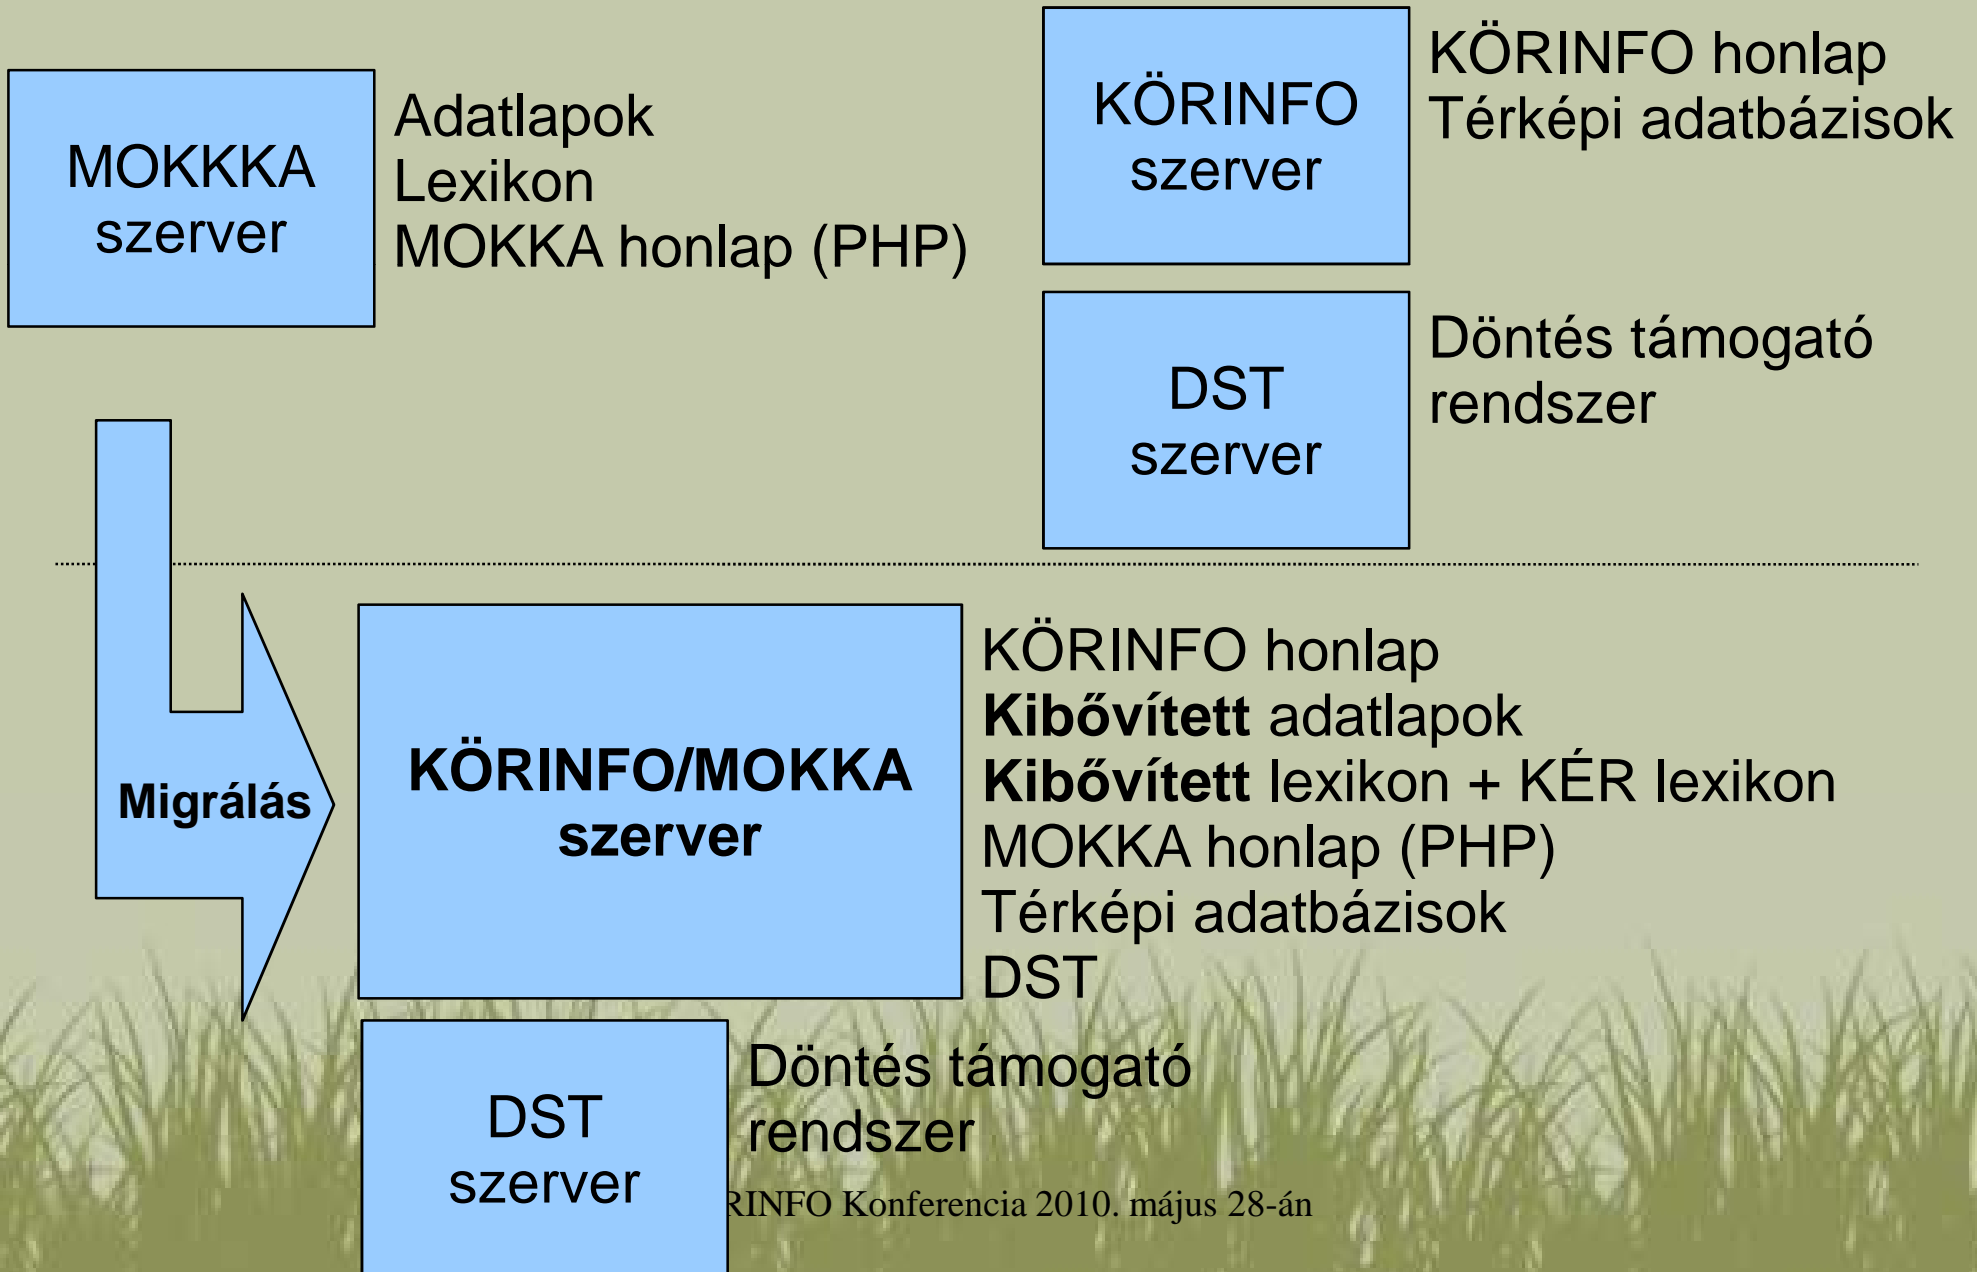 MOKKKA
szerver
Adatlapok
Lexikon
MOKKA honlap (PHP)
KÖRINFO
szerver
KÖRINFO honlap
Térképi adatbázisok
DST
szerver
Döntés támogató
rendszer
Migrálás
KÖRINFO/MOKKA
szerver
KÖRINFO honlap
Kibővített adatlapok
Kibővített lexikon + KÉR lexikon
MOKKA honlap (PHP)
Térképi adatbázisok
DST
DST
szerver
Döntés támogató
rendszer
RINFO Konferencia 2010. május 28-án